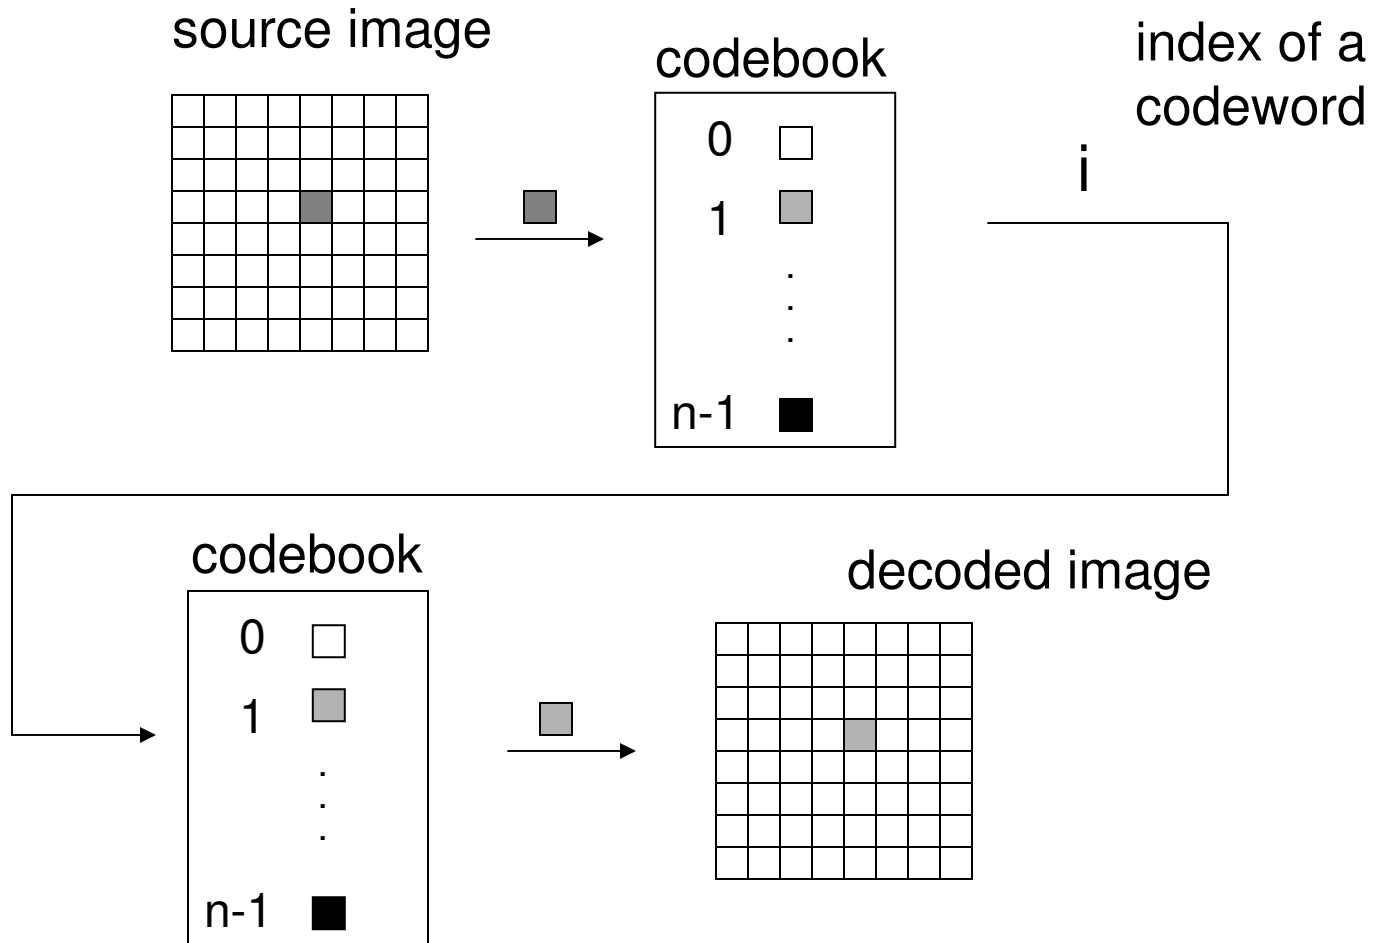 source image
codebook
index of a
codeword
0
i
1
.
.
.
n-1
codebook
decoded image
0
1
.
.
.
n-1